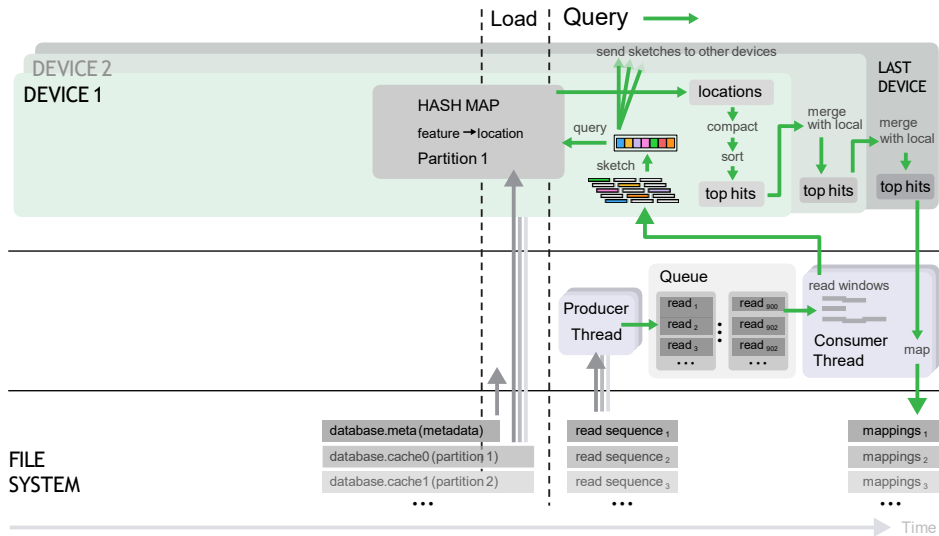 Load
Query
send sketches to other devices
DEVICE 2
DEVICE 1
LAST
DEVICE
HASH MAP
feature → location
Partition 1
query
sketch
locations
compact
sort
top hits
merge
with local
top hits
merge
with local
top hits
Producer
Thread
Queue
read 1
read 2
read 3
•••
read 900
read 902
read 902
•••
read windows
Consumer
Thread
map
FILE
SYSTEM
database.meta (metadata)
database.cache0 (partition 1)
database.cache1 (partition 2)
•••
read sequence 1
read sequence 2
read sequence 3
•••
mappings 1
mappings 2
mappings 3
•••
Time